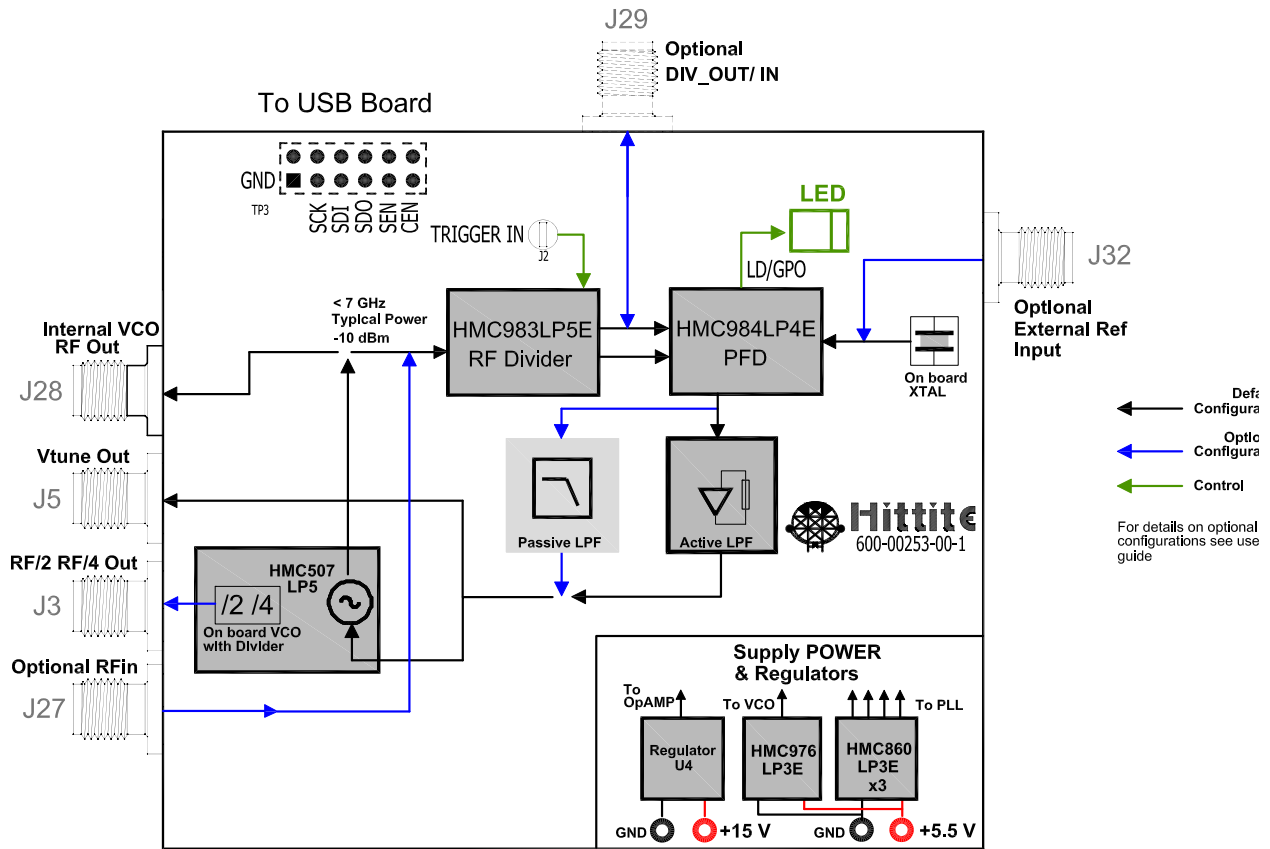 J29
Optional
DIV_OUT/ IN
To USB Board
GND
TP3
SCK
SDI
SDO
SEN
CEN
TRIGGER IN
J2
LED
LD/GPO
J32
Optional
External Ref
Input
< 7 GHz
Typical Power
-10 dBm
HMC983LP5E
RF Divider
HMC984LP4E
PFD
On board
XTAL
Internal VCO
RF Out
J28
Vtune Out
J5
RF/2 RF/4 Out
J3
Optional RFin
J27
Passive LPF
Active LPF
Hittite
600-00253-00-1
HMC507
LP5
/2 /4
On board VCO
with Divider
Defa
Configura
Optio
Configura
Control
For details on optional
configurations see use
guide
Supply POWER
& Regulators
To
OpAMP
To VCO
To PLL
Regulator
U4
HMC976
LP3E
HMC860
LP3E
x3
GND
+15 V
GND
+5.5 V